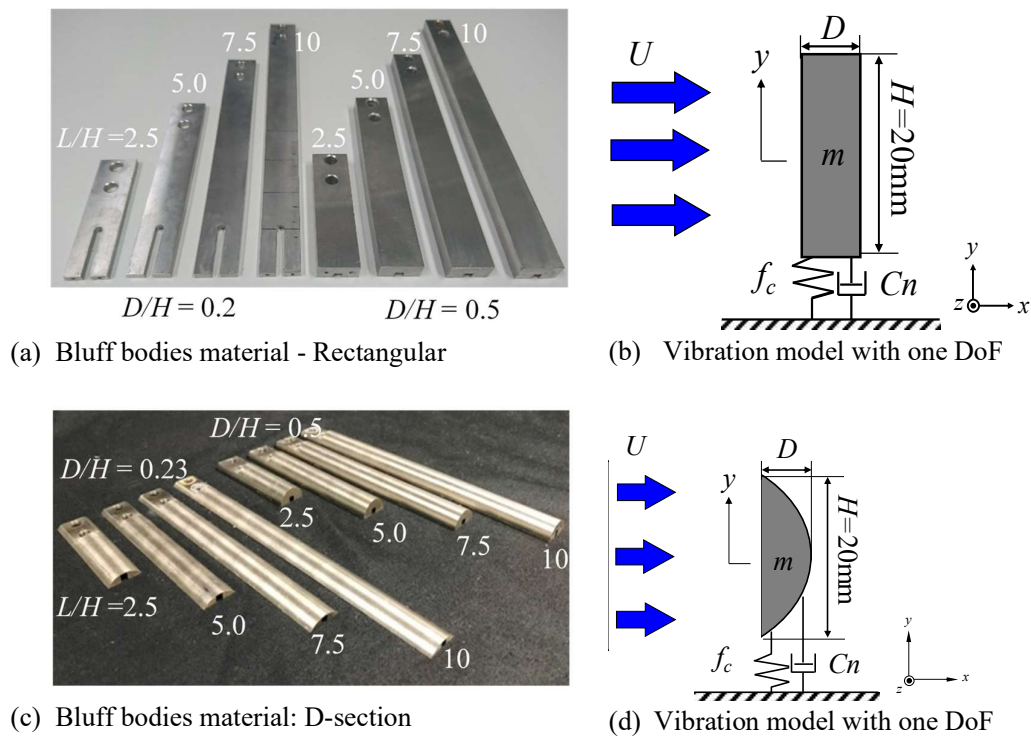 L/H =2.5
5.0
7.5
10
2.5
5.0
7.5
10
D/H = 0.2
D/H = 0.5
(a) Bluff bodies material - Rectangular
U
y
D
m
H=20mm
f_c
Cn
y
z
x
(b) Vibration model with one DoF
D/H = 0.5
D/H = 0.23
2.5
5.0
7.5
10
L/H=2.5
5.0
7.5
10
(c) Bluff bodies material: D-section
U
D
y
m
H=20mm
f_c
Cn
y
z
x
(d) Vibration model with one DoF